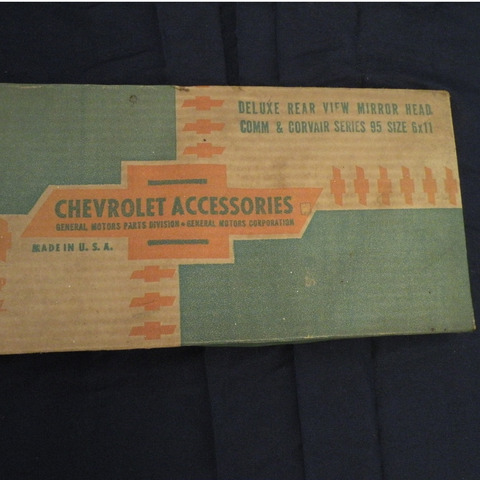 DELUXE REAR VIEW MIRROR HEAD
COMM & CORVAIR SERIES 95 SIZE 6x11
CHEVROLET ACCESSORIES
GENERAL MOTORS PARTS DIVISION • GENERAL MOTORS CORPORATION
MADE IN U. S. A.